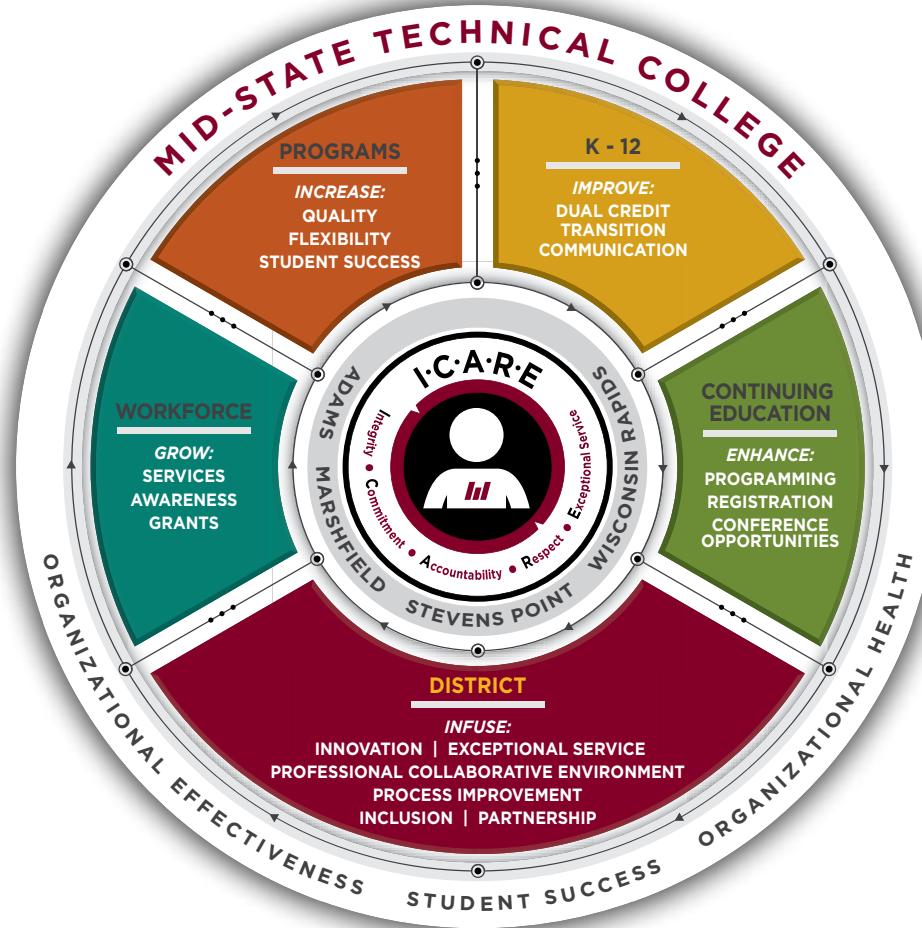 MID-STATE TECHNICAL COLLEGE
PROGRAMS
INCREASE:
QUALITY
FLEXIBILITY
STUDENT SUCCESS
K - 12
IMPROVE:
DUAL CREDIT
TRANSITION
COMMUNICATION
WORKFORCE
GROW:
SERVICES
AWARENESS
GRANTS
CONTINUING
EDUCATION
ENHANCE:
PROGRAMMING
REGISTRATION
CONFERENCE
OPPORTUNITIES
I·C·A·R·E
Integrity • Commitment • Accountability • Respect • Exceptional Service
ADAMS
MARSHFIELD
STEVENS POINT
WISCONSIN RAPIDS
DISTRICT
INFUSE:
INNOVATION | EXCEPTIONAL SERVICE
PROFESSIONAL COLLABORATIVE ENVIRONMENT
PROCESS IMPROVEMENT
INCLUSION | PARTNERSHIP
ORGANIZATIONAL EFFECTIVENESS
STUDENT SUCCESS
ORGANIZATIONAL HEALTH